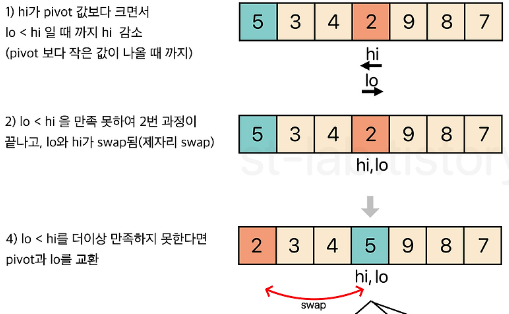 1) hi가 pivot 값보다 크면서
lo < hi 일 때 까지 hi 감소
(pivot 보다 작은 값이 나올 때 까지)
5 3 4 2 9 8 7
hi
lo
2) lo < hi 을 만족 못하여 2번 과정이
끝나고, lo와 hi가 swap됨(제자리 swap)
5 3 4 2 9 8 7
hi,lo
st-lab.tistory
4) lo < hi를 더이상 만족하지 못한다면
pivot과 lo를 교환
2 3 4 5 9 8 7
hi,lo
swap